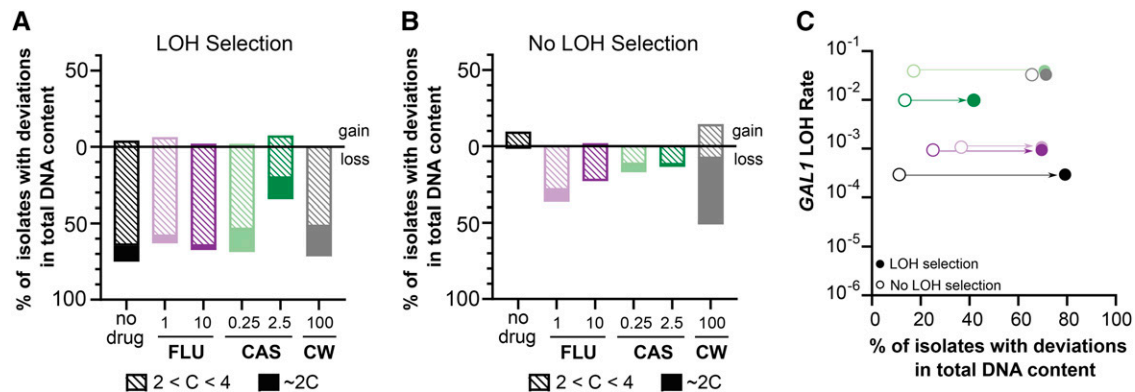 A
LOH Selection
% of isolates with deviations
in total DNA content
50
0
50
100
gain
loss
no
drug
1
10
0.25
2.5
100
FLU
CAS
CW
2 < C < 4
~2C
B
No LOH Selection
% of isolates with deviations
in total DNA content
50
0
50
100
gain
loss
no
drug
1
10
0.25
2.5
100
FLU
CAS
CW
2 < C < 4
~2C
C
GAL1 LOH Rate
10-1
10-2
10-3
10-4
10-5
10-6
LOH selection
No LOH selection
0
20
40
60
80
100
% of isolates with deviations
in total DNA content